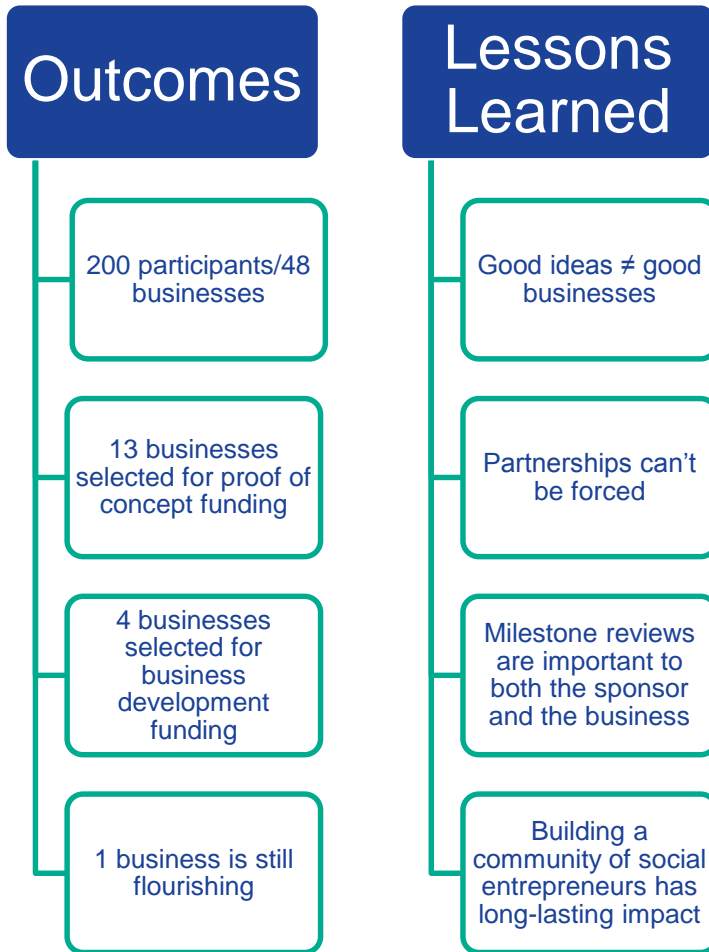 Outcomes
200 participants/48
businesses
13 businesses
selected for proof of
concept funding
4 businesses
selected for
business
development
funding
1 business is still
flourishing
Lessons
Learned
Good ideas ≠ good
businesses
Partnerships can’t
be forced
Milestone reviews
are important to
both the sponsor
and the business
Building a
community of social
entrepreneurs has
long-lasting impact